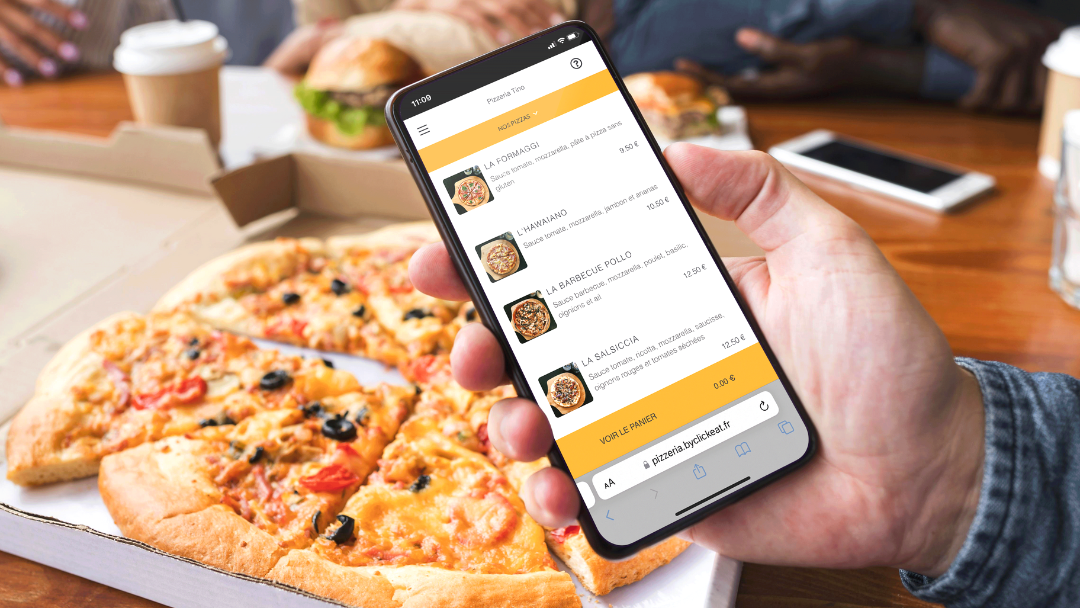 11:09
Pizzeria Tino
NOS PIZZAS
LA FORMAGGI
Sauce tomate, mozzarella, pâte à pizza sans
gluten
9.50 €
L'HAWAIANO
Sauce tomate, mozzarella, jambon et ananas
10.50 €
LA BARBECUE POLLO
Sauce barbecue, mozzarella, poulet, basilic,
oignons et ail
12.50 €
LA SALSICCIA
Sauce tomate, ricotta, mozzarella, saucisse,
oignons rouges et tomates séchées
12.50 €
VOIR LE PANIER
0.00 €
AA
pizzeria.byclickeat.fr